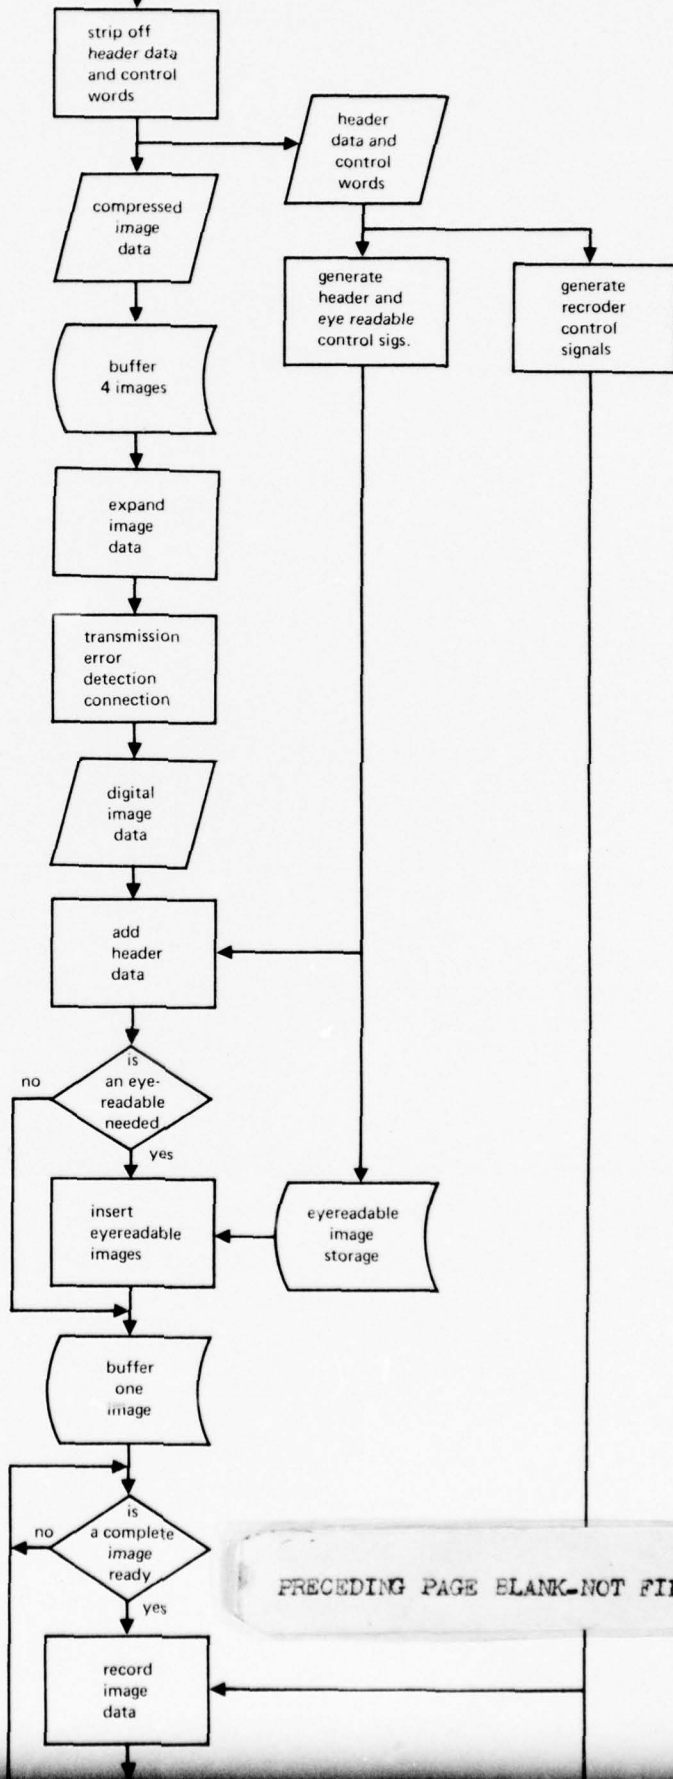 strip off
header data
and control
words
header
data and
control
words
compressed
image
data
generate
header and
eye readable
control sigs.
generate
recroder
control
signals
buffer
4 images
expand
image
data
transmission
error
detection
connection
digital
image
data
add
header
data
is
an eye-
readable
needed
no
yes
insert
eyereadable
images
eyereadable
image
storage
buffer
one
image
is
a complete
image
ready
no
yes
PRECEDING PAGE BLANK-NOT
record
image
data